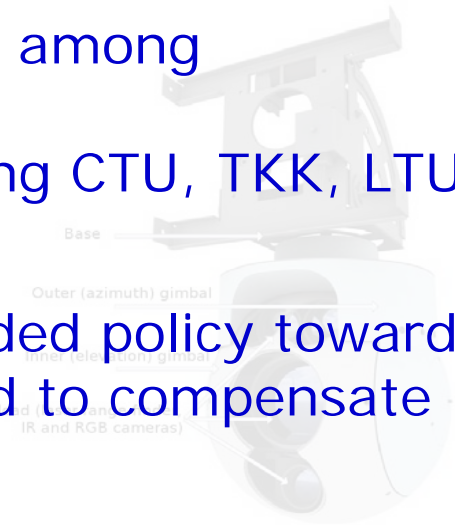 among
ng CTU, TKK, LTU
Base
Outer (azimuth) gimbal
ded policy toward
Inner (elevation) gimbal
d to compensate
IR and RGB cameras)